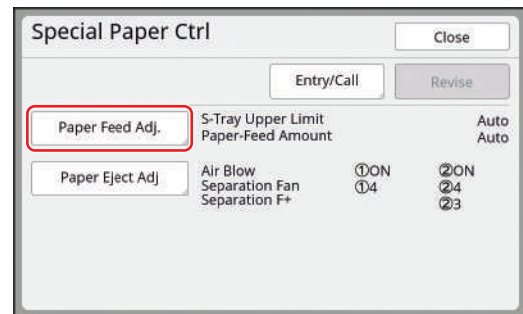 Special Paper Ctrl
Close
Entry/Call
Revise
Paper Feed Adj.
S-Tray Upper Limit Auto
Paper-Feed Amount Auto
Paper Eject Adj
Air Blow ①ON ②ON
Separation Fan ①4 ②4
Separation F+ ②3